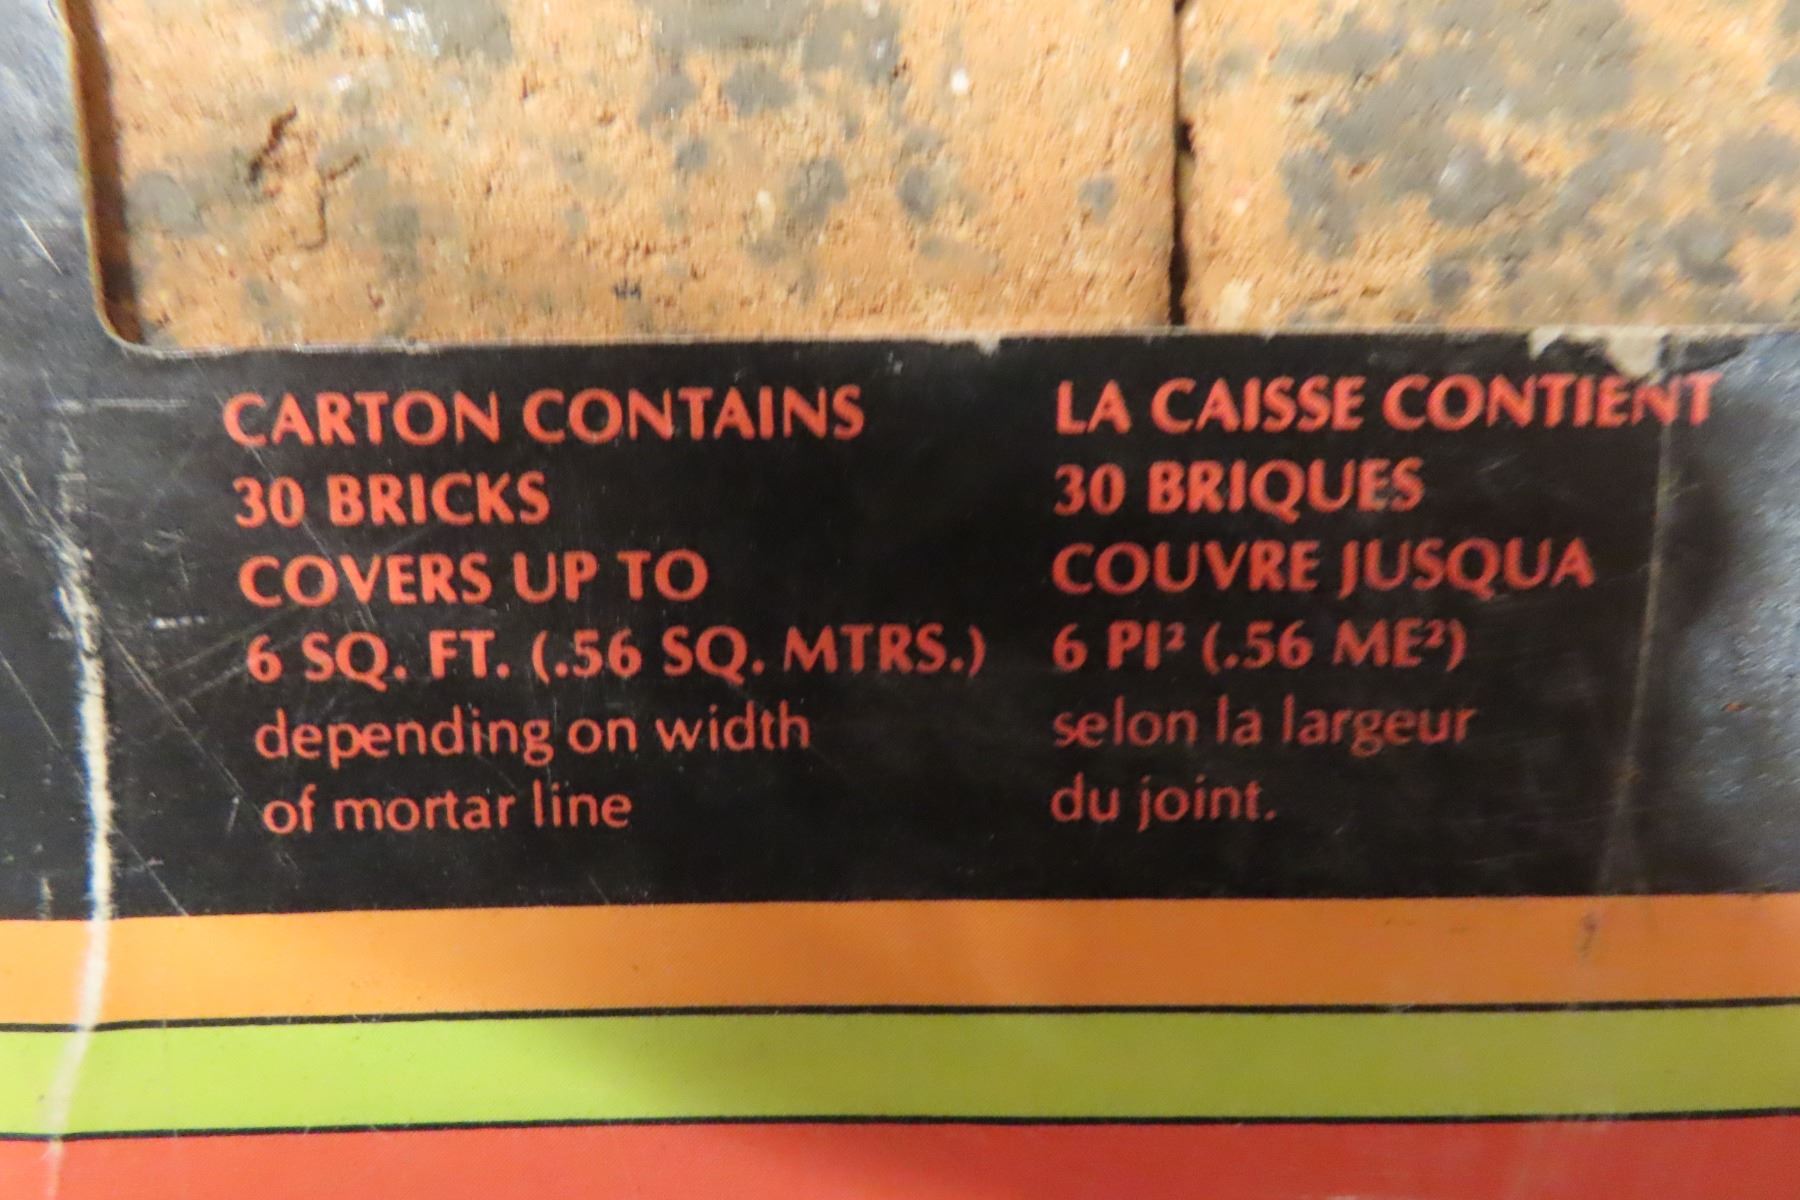 CARTON CONTAINS
30 BRICKS
COVERS UP TO
6 SQ. FT. (.56 SQ. MTRS.)
depending on width
of mortar line
LA CAISSE CONTIENT
30 BRIQUES
COUVRE JUSQUA
6 PI² (.56 ME²)
selon la largeur
du joint.